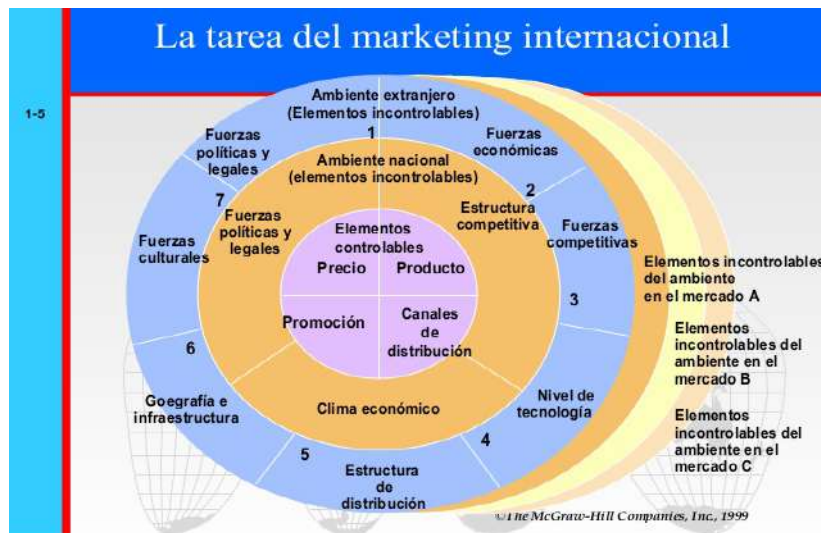 La tarea del marketing internacional
1-5
Ambiente extranjero
(Elementos incontrolables)
1
Fuerzas
políticas y
legales
Fuerzas
económicas
Ambiente nacional
(elementos incontrolables)
7
2
Fuerzas
políticas y
legales
Estructura
competitiva
Fuerzas
culturales
Fuerzas
competitivas
Elementos
controlables
Precio
Producto
Promoción
Canales
de
distribución
Elementos incontrolables
del ambiente
en el mercado A
3
Elementos
incontrolables del
ambiente en el
mercado B
6
Goegrafía e
infraestructura
Clima económico
Nivel de
tecnología
4
5
Elementos
incontrolables del
ambiente en el
mercado C
Estructura
de
distribución
©The McGraw-Hill Companies, Inc., 1999